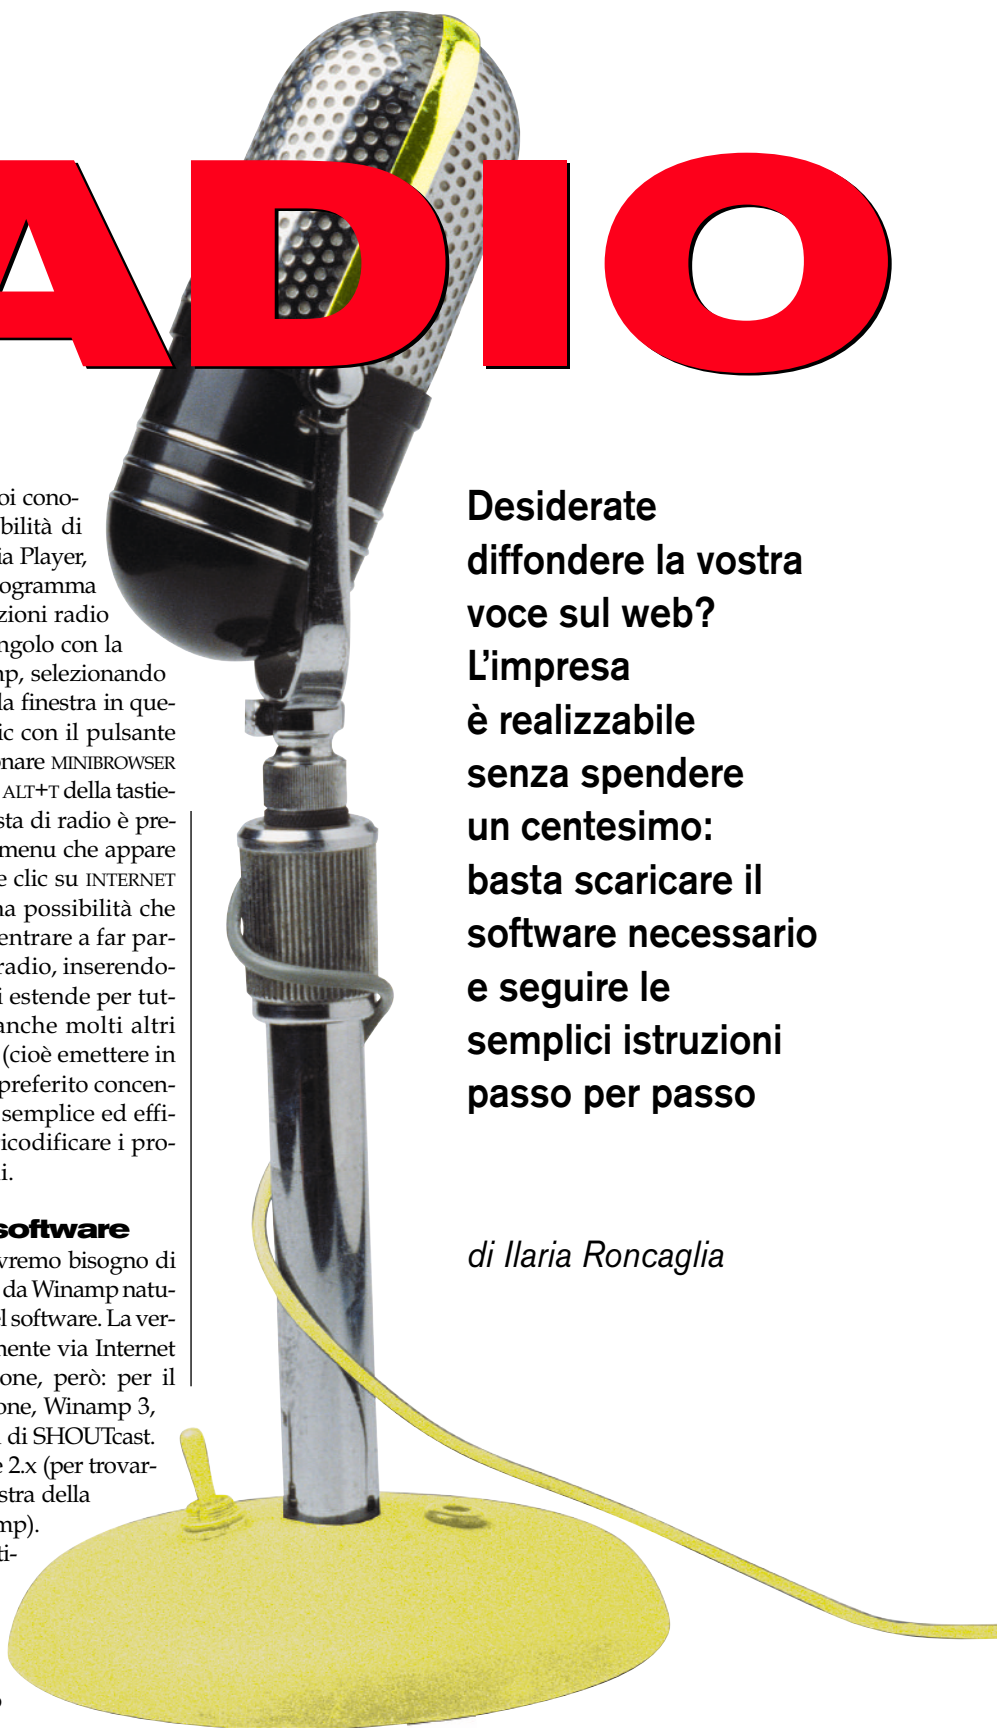 ADIO
oi cono-
bilità di
ia Player,
ogramma
zioni radio
ngolo con la
np, selezionando
la finestra in que-
ic con il pulsante
onare MINIBROWSER
ALT+T della tastie-
sta di radio è pre-
menu che appare
e clic su INTERNET
na possibilità che
entrare a far par-
radio, inserendo-
i estende per tut-
anche molti altri
(cioè emettere in
preferito concen-
semplice ed effi-
ricodificare i pro-
i.
software
vremo bisogno di
da Winamp natu-
el software. La ver-
mente via Internet
one, però: per il
one, Winamp 3,
di SHOUTcast.
e 2.x (per trovar-
stra della
mp).
ti-
Desiderate
diffondere la vostra
voce sul web?
L'impresa
è realizzabile
senza spendere
un centesimo:
basta scaricare il
software necessario
e seguire le
semplici istruzioni
passo per passo
di Ilaria Roncaglia